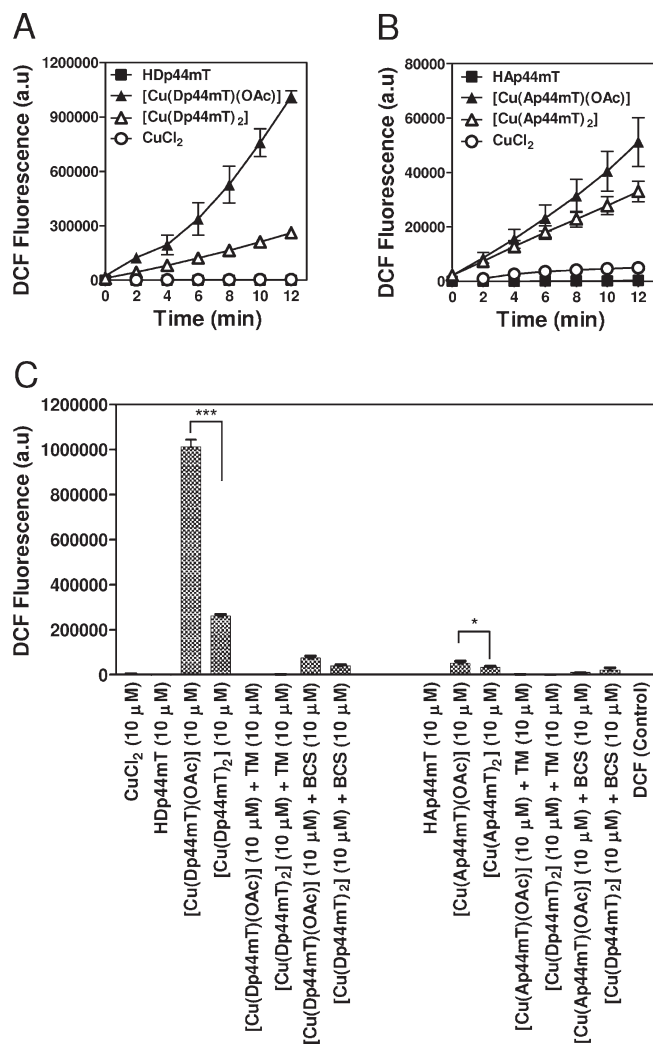 A
1200000
900000
600000
300000
0
DCF Fluorescence (a.u)
HDp44mT
[Cu(Dp44mT)(OAc)]
[Cu(Dp44mT)2]
CuCl2
0 2 4 6 8 10 12
Time (min)
B
80000
60000
40000
20000
0
DCF Fluorescence (a.u)
HAp44mT
[Cu(Ap44mT)(OAc)]
[Cu(Ap44mT)2]
CuCl2
0 2 4 6 8 10 12
Time (min)
C
1200000
1000000
800000
600000
400000
200000
0
DCF Fluorescence (a.u)
***
*
CuCl2 (10 µM)
HDp44mT (10 µM)
[Cu(Dp44mT)(OAc)] (10 µM)
[Cu(Dp44mT)2] (10 µM)
[Cu(Dp44mT)(OAc)] (10 µM) + TM (10 µM)
[Cu(Dp44mT)2] (10 µM) + TM (10 µM)
[Cu(Dp44mT)(OAc)] (10 µM) + BCS (10 µM)
[Cu(Dp44mT)2] (10 µM) + BCS (10 µM)
HAp44mT (10 µM)
[Cu(Ap44mT)(OAc)] (10 µM)
[Cu(Ap44mT)2] (10 µM)
[Cu(Ap44mT)(OAc)] (10 µM) + TM (10 µM)
[Cu(Dp44mT)2] (10 µM) + TM (10 µM)
[Cu(Ap44mT)(OAc)] (10 µM) + BCS (10 µM)
[Cu(Dp44mT)2] (10 µM) + BCS (10 µM)
DCF (Control)